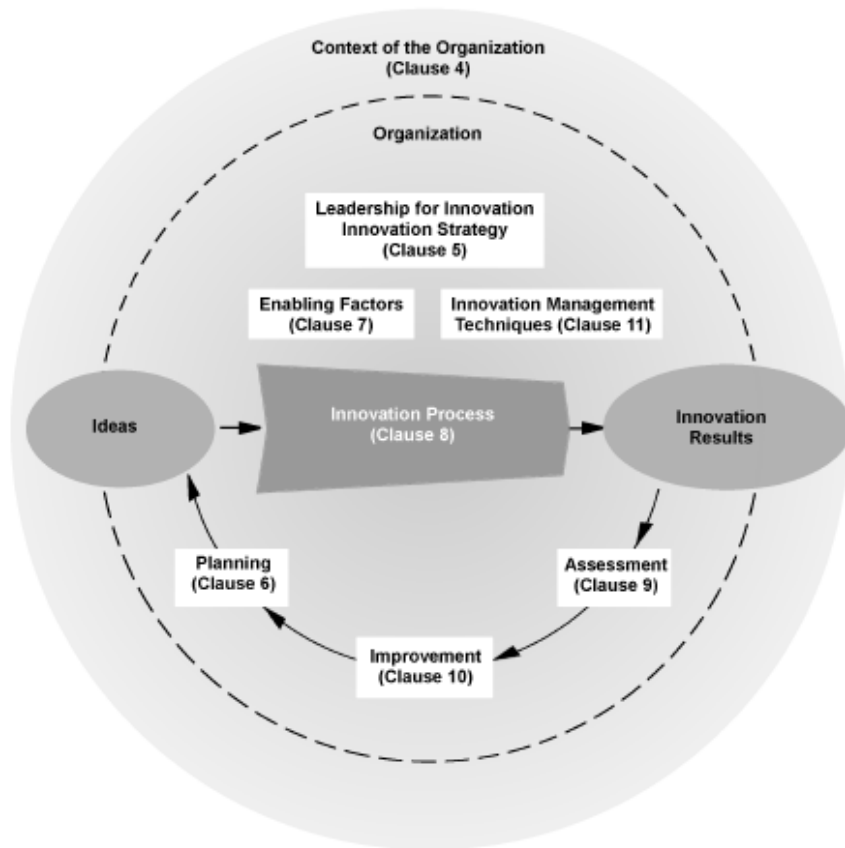 Context of the Organization
(Clause 4)
Organization
Leadership for Innovation
Innovation Strategy
(Clause 5)
Enabling Factors
(Clause 7)
Innovation Management
Techniques (Clause 11)
Ideas
Innovation Process
(Clause 8)
Innovation
Results
Planning
(Clause 6)
Assessment
(Clause 9)
Improvement
(Clause 10)